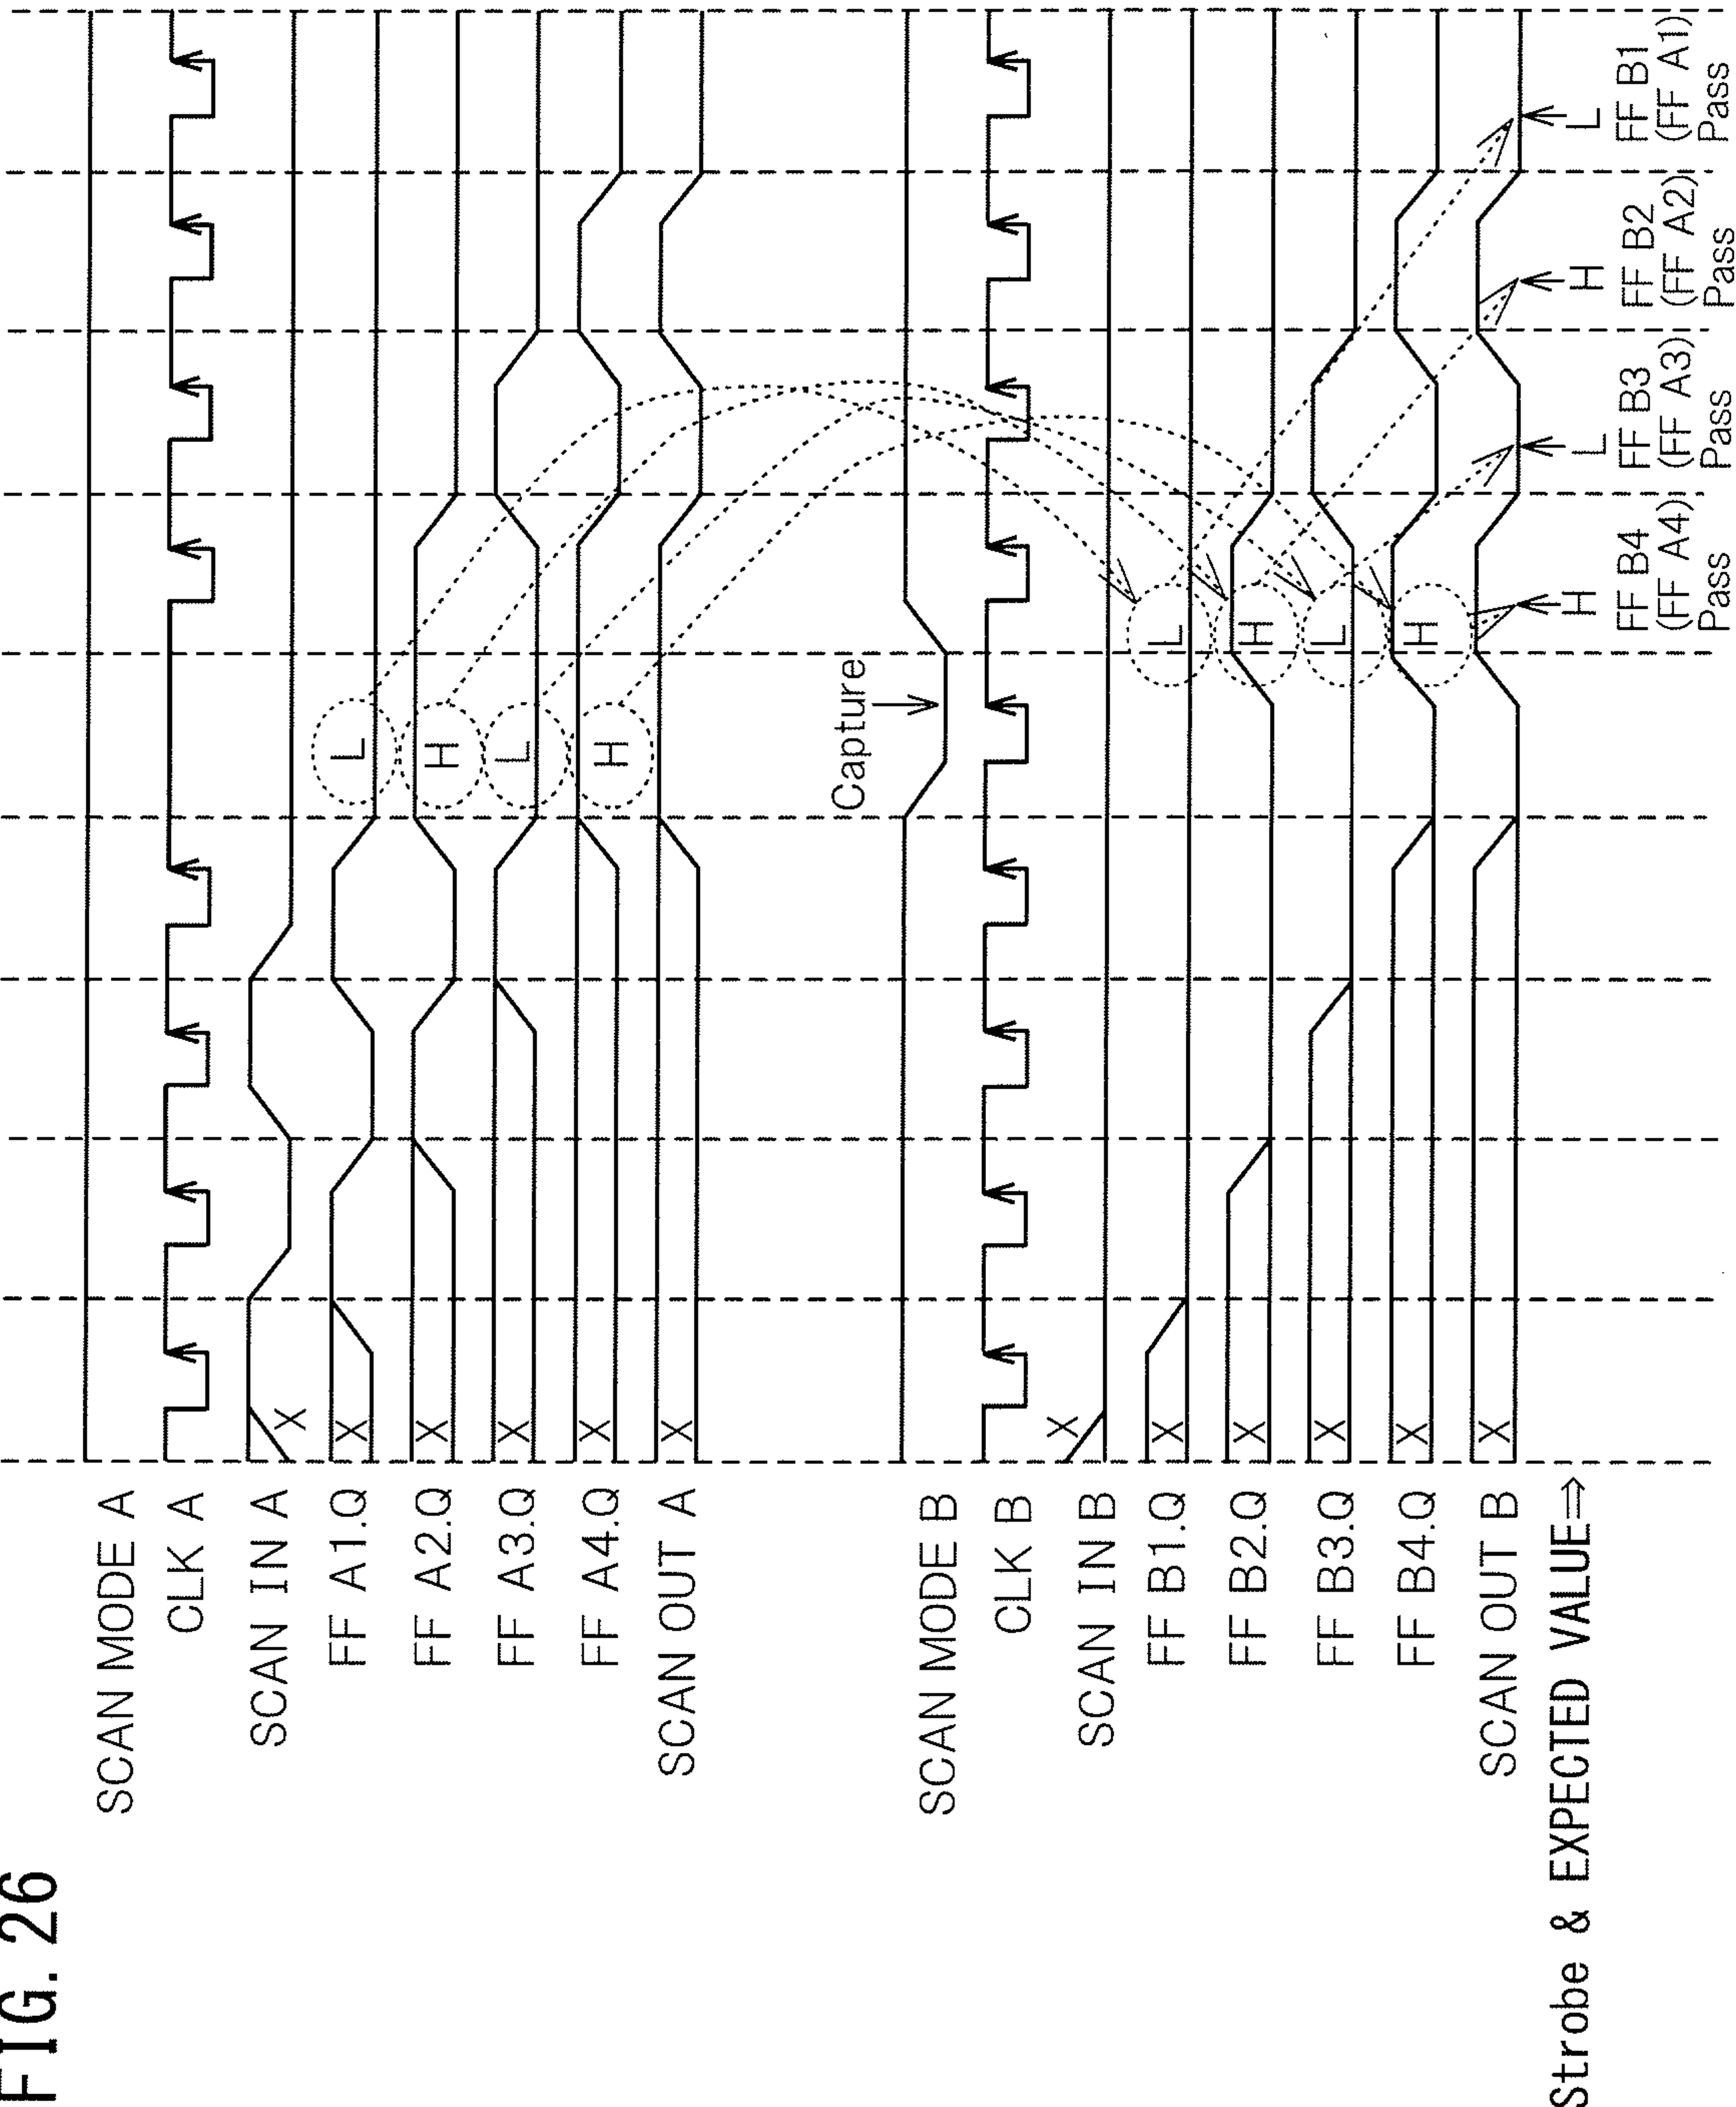 FIG. 26
SCAN MODE A
CLK A
SCAN IN A
X
FF A1.Q
X
L
FF A2.Q
X
H
FF A3.Q
X
L
FF A4.Q
X
H
SCAN OUT A
X
Capture
SCAN MODE B
CLK B
SCAN IN B
X
FF B1.Q
X
L
FF B2.Q
X
H
FF B3.Q
X
L
FF B4.Q
X
H
SCAN OUT B
X
Strobe & EXPECTED VALUE⇒
H
L
H
L
FF B4
FF B3
FF B2
FF B1
(FF A4)
(FF A3)
(FF A2)
(FF A1)
Pass
Pass
Pass
Pass